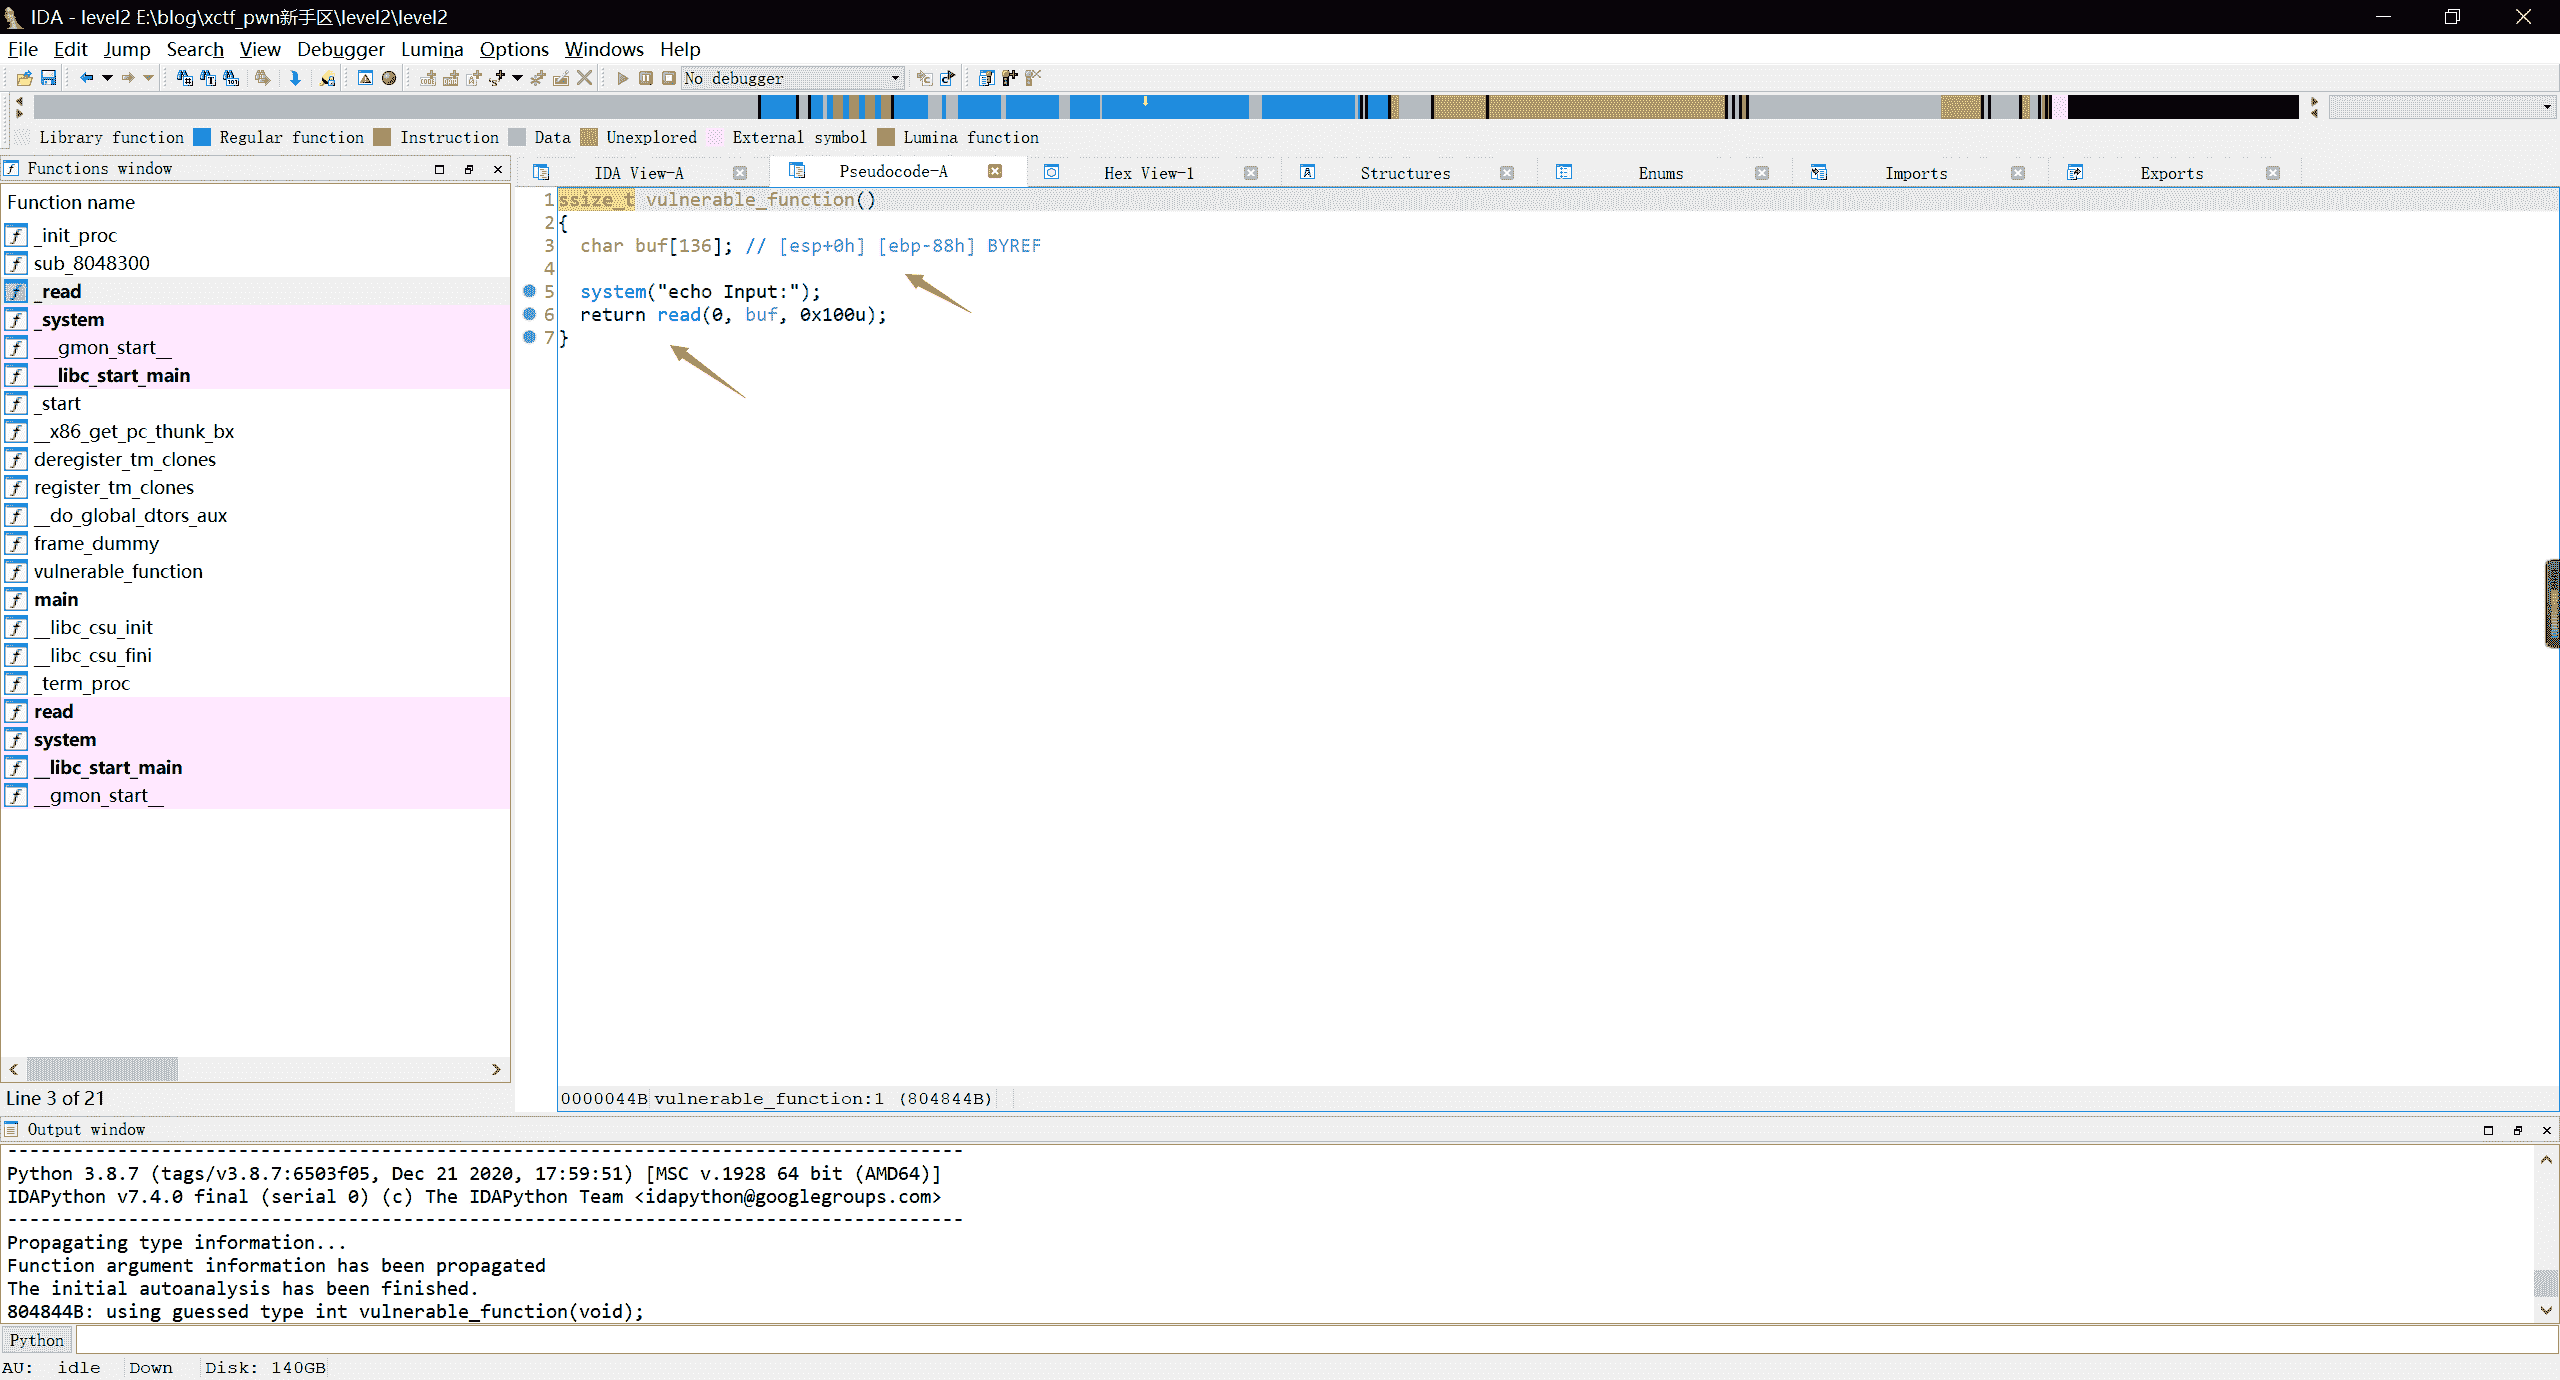 IDA - level2 E:\blog\xctf_pwn新手区\level2\level2
File Edit Jump Search View Debugger Lumina Options Windows Help
No debugger
Library function Regular function Instruction Data Unexplored External symbol Lumina function
Functions window
Function name
_init_proc
sub_8048300
_read
_system
___gmon_start__
___libc_start_main
_start
__x86_get_pc_thunk_bx
deregister_tm_clones
register_tm_clones
__do_global_dtors_aux
frame_dummy
vulnerable_function
main
__libc_csu_init
__libc_csu_fini
_term_proc
read
system
__libc_start_main
__gmon_start__
Line 3 of 21
IDA View-A Pseudocode-A Hex View-1 Structures Enums Imports Exports
1 ssize_t vulnerable_function()
2 {
3 char buf[136]; // [esp+0h] [ebp-88h] BYREF
4
5 system("echo Input:");
6 return read(0, buf, 0x100u);
7 }
0000044B vulnerable_function:1 (804844B)
Output window
---------------------------------------------------------------------------------------
Python 3.8.7 (tags/v3.8.7:6503f05, Dec 21 2020, 17:59:51) [MSC v.1928 64 bit (AMD64)]
IDAPython v7.4.0 final (serial 0) (c) The IDAPython Team <idapython@googlegroups.com>
---------------------------------------------------------------------------------------
Propagating type information...
Function argument information has been propagated
The initial autoanalysis has been finished.
804844B: using guessed type int vulnerable_function(void);
Python
AU: idle Down Disk: 140GB